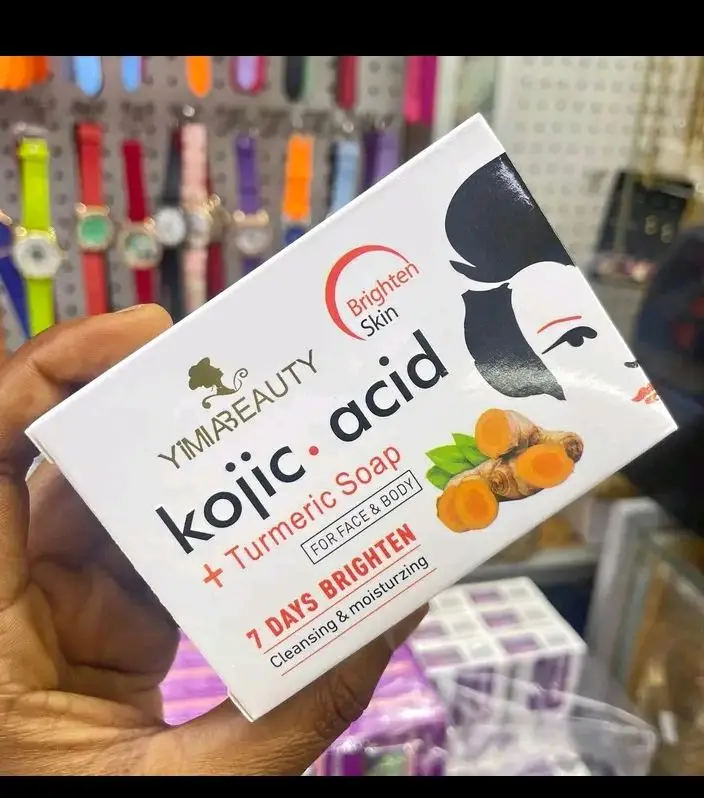 Brighten
Skin
YIMIABEAUTY
kojic · acid
+ Turmeric Soap
FOR FACE & BODY
7 DAYS BRIGHTEN
Cleansing & moisturzing